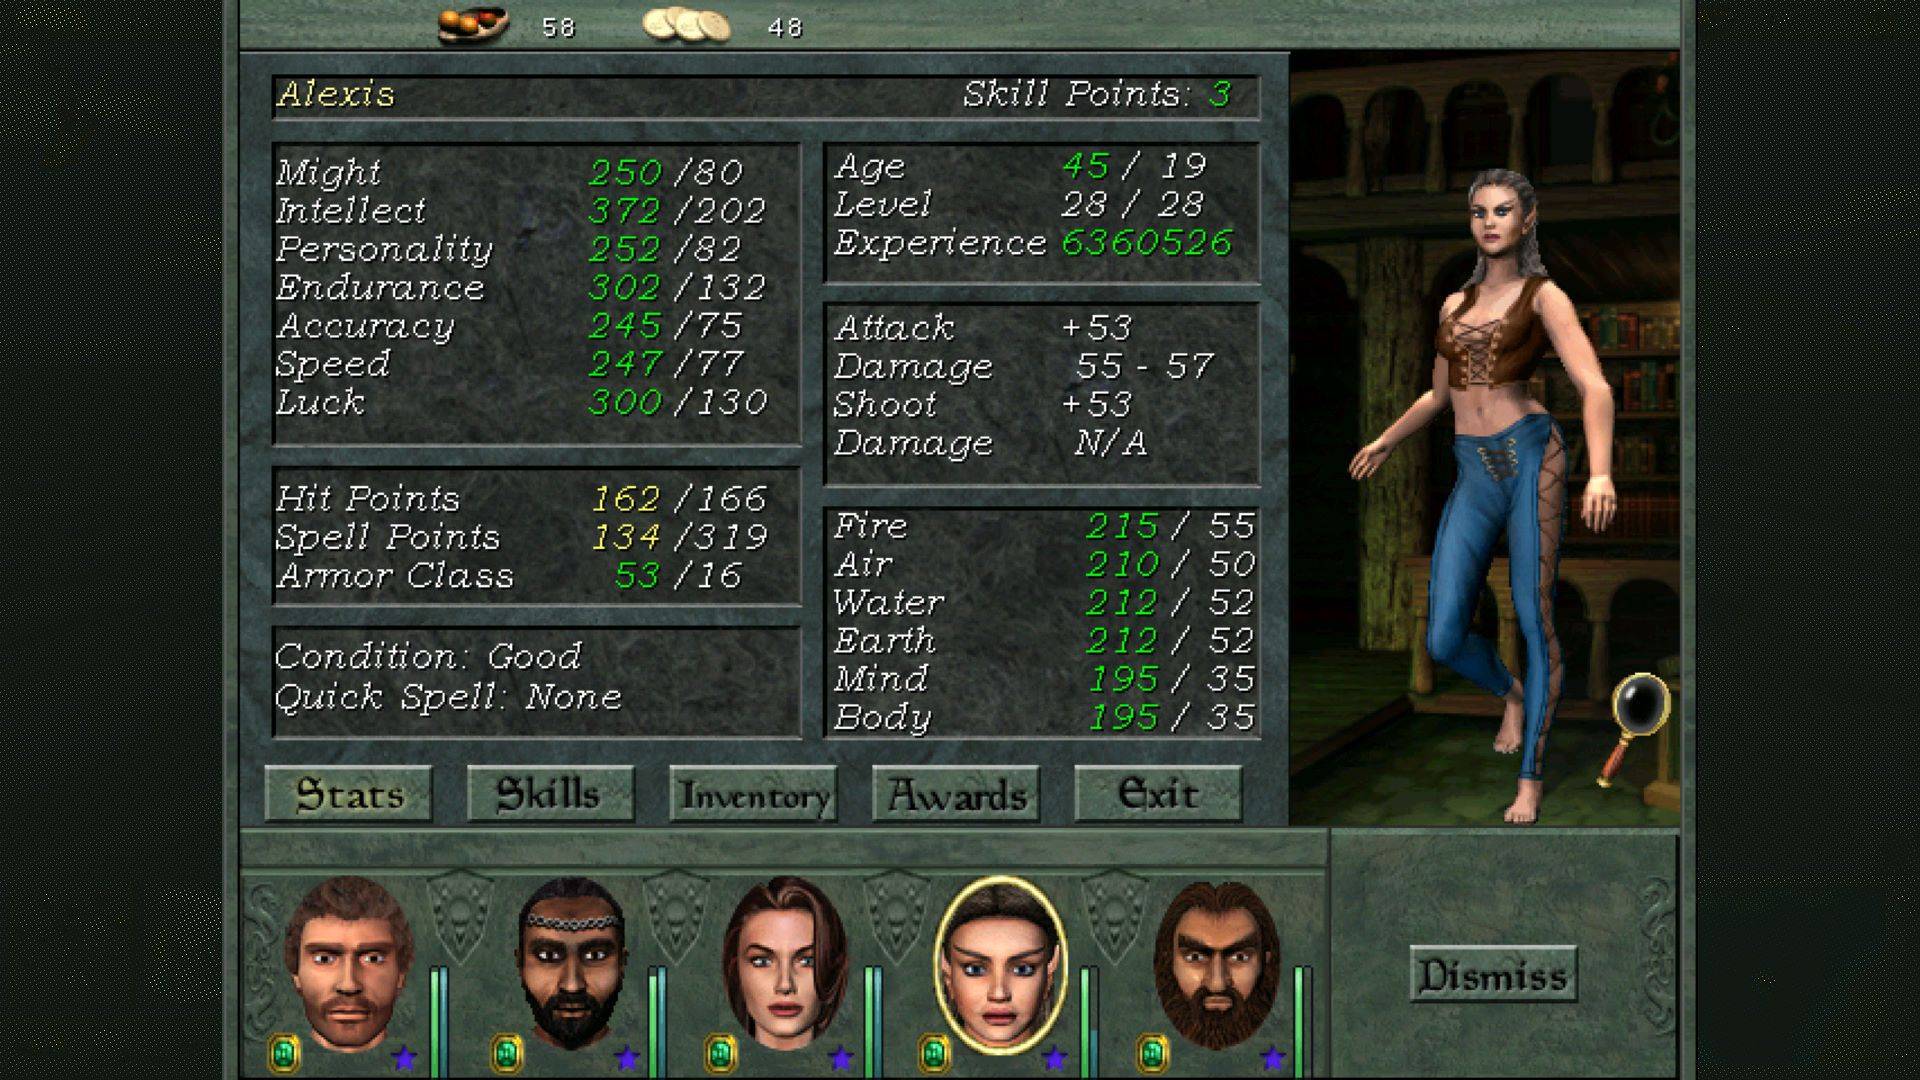 58 48
Alexis Skill Points: 3
Might 250 /80
Intellect 372 /202
Personality 252 /82
Endurance 302 /132
Accuracy 245 /75
Speed 247 /77
Luck 300 /130
Age 45 / 19
Level 28 / 28
Experience 6360526
Attack +53
Damage 55 - 57
Shoot +53
Damage N/A
Hit Points 162 /166
Spell Points 134 /319
Armor Class 53 /16
Fire 215 / 55
Air 210 / 50
Water 212 / 52
Earth 212 / 52
Mind 195 / 35
Body 195 / 35
Condition: Good
Quick Spell: None
Stats Skills Inventory Awards Exit
Dismiss